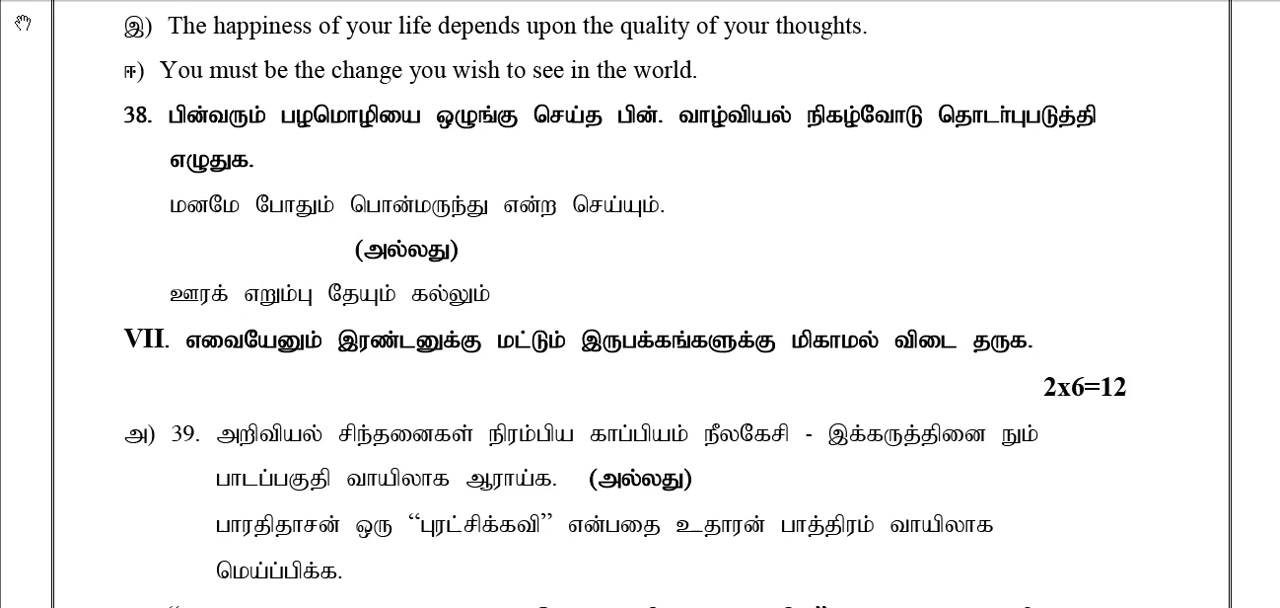 இ) The happiness of your life depends upon the quality of your thoughts.
ஈ) You must be the change you wish to see in the world.
38. பின்வரும் பழமொழியை ஒழுங்கு செய்த பின். வாழ்வியல் நிகழ்வோடு தொடர்புபடுத்தி
எழுதுக.
மனமே போதும் பொன்மருந்து என்ற செய்யும்.
(அல்லது)
ஊரக் எறும்பு தேயும் கல்லும்
VII. எவையேனும் இரண்டனுக்கு மட்டும் இருபக்கங்களுக்கு மிகாமல் விடை தருக.
2x6=12
அ) 39. அறிவியல் சிந்தனைகள் நிரம்பிய காப்பியம் நீலகேசி - இக்கருத்தினை நும்
பாடப்பகுதி வாயிலாக ஆராய்க. (அல்லது)
பாரதிதாசன் ஒரு “புரட்சிக்கவி” என்பதை உதாரன் பாத்திரம் வாயிலாக
மெய்ப்பிக்க.